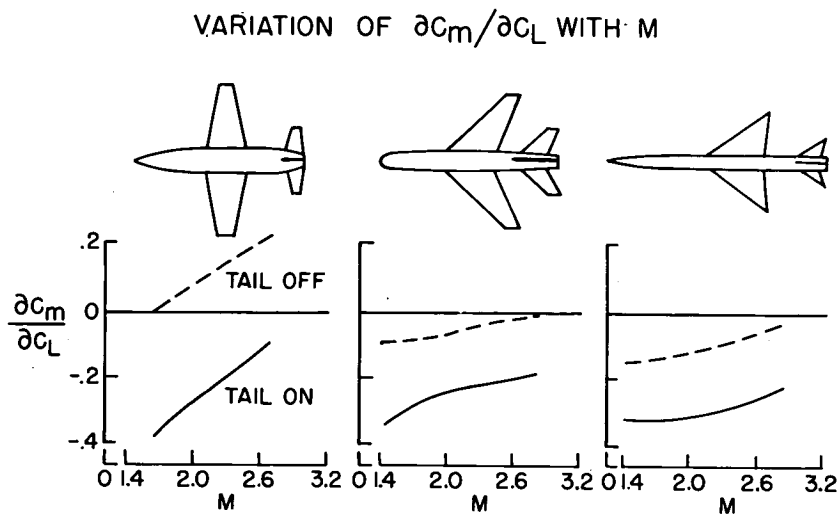 VARIATION OF ∂Cm/∂CL WITH M
.2
0
-.2
-.4
∂Cm
∂CL
TAIL OFF
TAIL ON
0 1.4 2.0 2.6 3.2
M
0 1.4 2.0 2.6 3.2
M
0 1.4 2.0 2.6 3.2
M